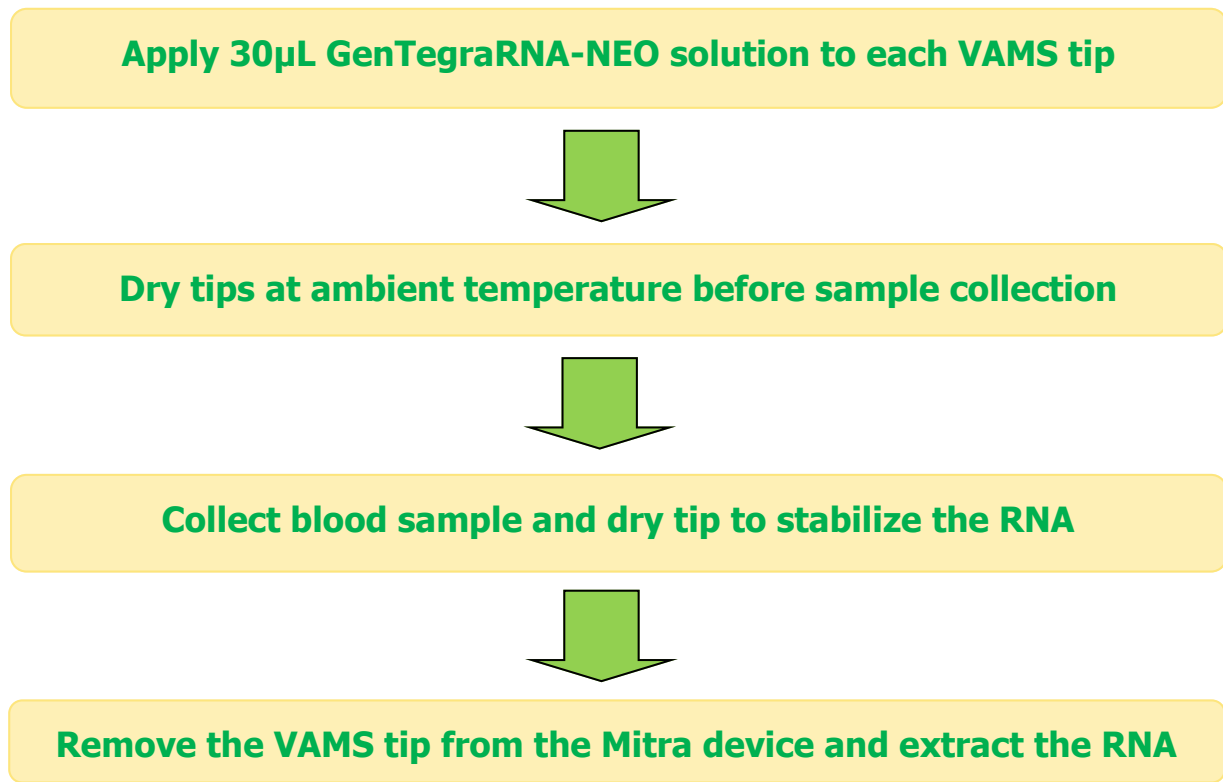 Apply 30µL GenTegraRNA-NEO solution to each VAMS tip
Dry tips at ambient temperature before sample collection
Collect blood sample and dry tip to stabilize the RNA
Remove the VAMS tip from the Mitra device and extract the RNA